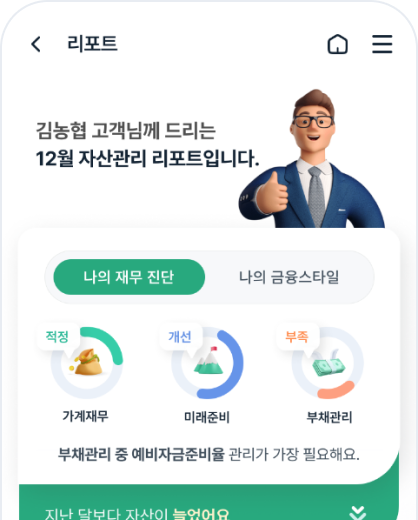 리포트
김농협 고객님께 드리는
12월 자산관리 리포트입니다.
나의 재무 진단
나의 금융스타일
적정
개선
부족
가계재무
미래준비
부채관리
부채관리 중 예비자금준비율 관리가 가장 필요해요.
지난 달보다 자산이 늘었어요